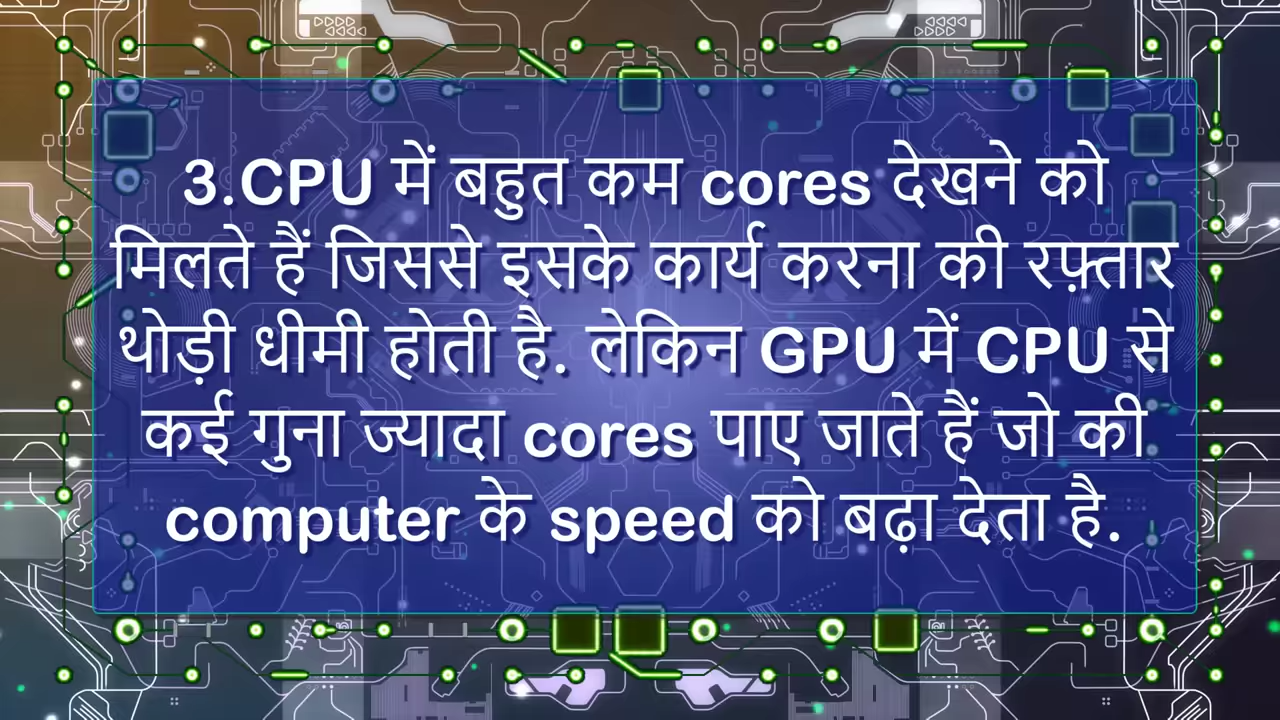 3.CPU में बहुत कम cores देखने को
मिलते हैं जिससे इसके कार्य करना की रफ़्तार
थोड़ी धीमी होती है. लेकिन GPU में CPU से
कई गुना ज्यादा cores पाए जाते हैं जो की
computer के speed को बढ़ा देता है.